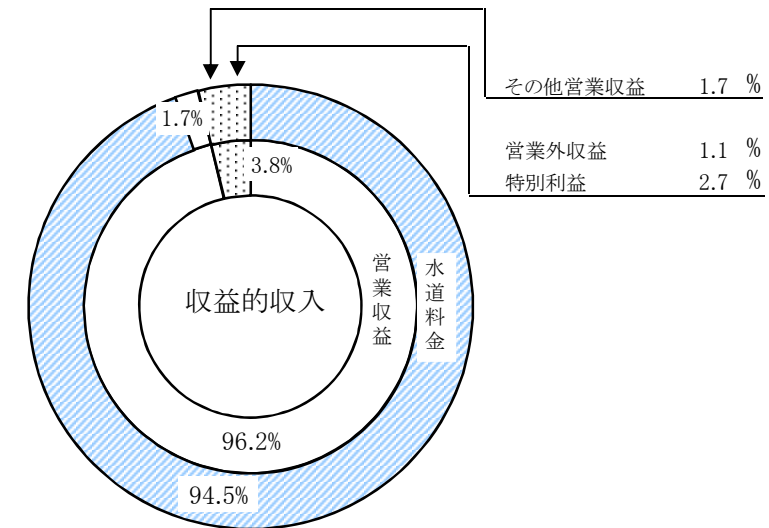 その他営業収益 1.7 %
営業外収益 1.1 %
特別利益 2.7 %
1.7%
3.8%
収益的収入
営業収益
水道料金
96.2%
94.5%